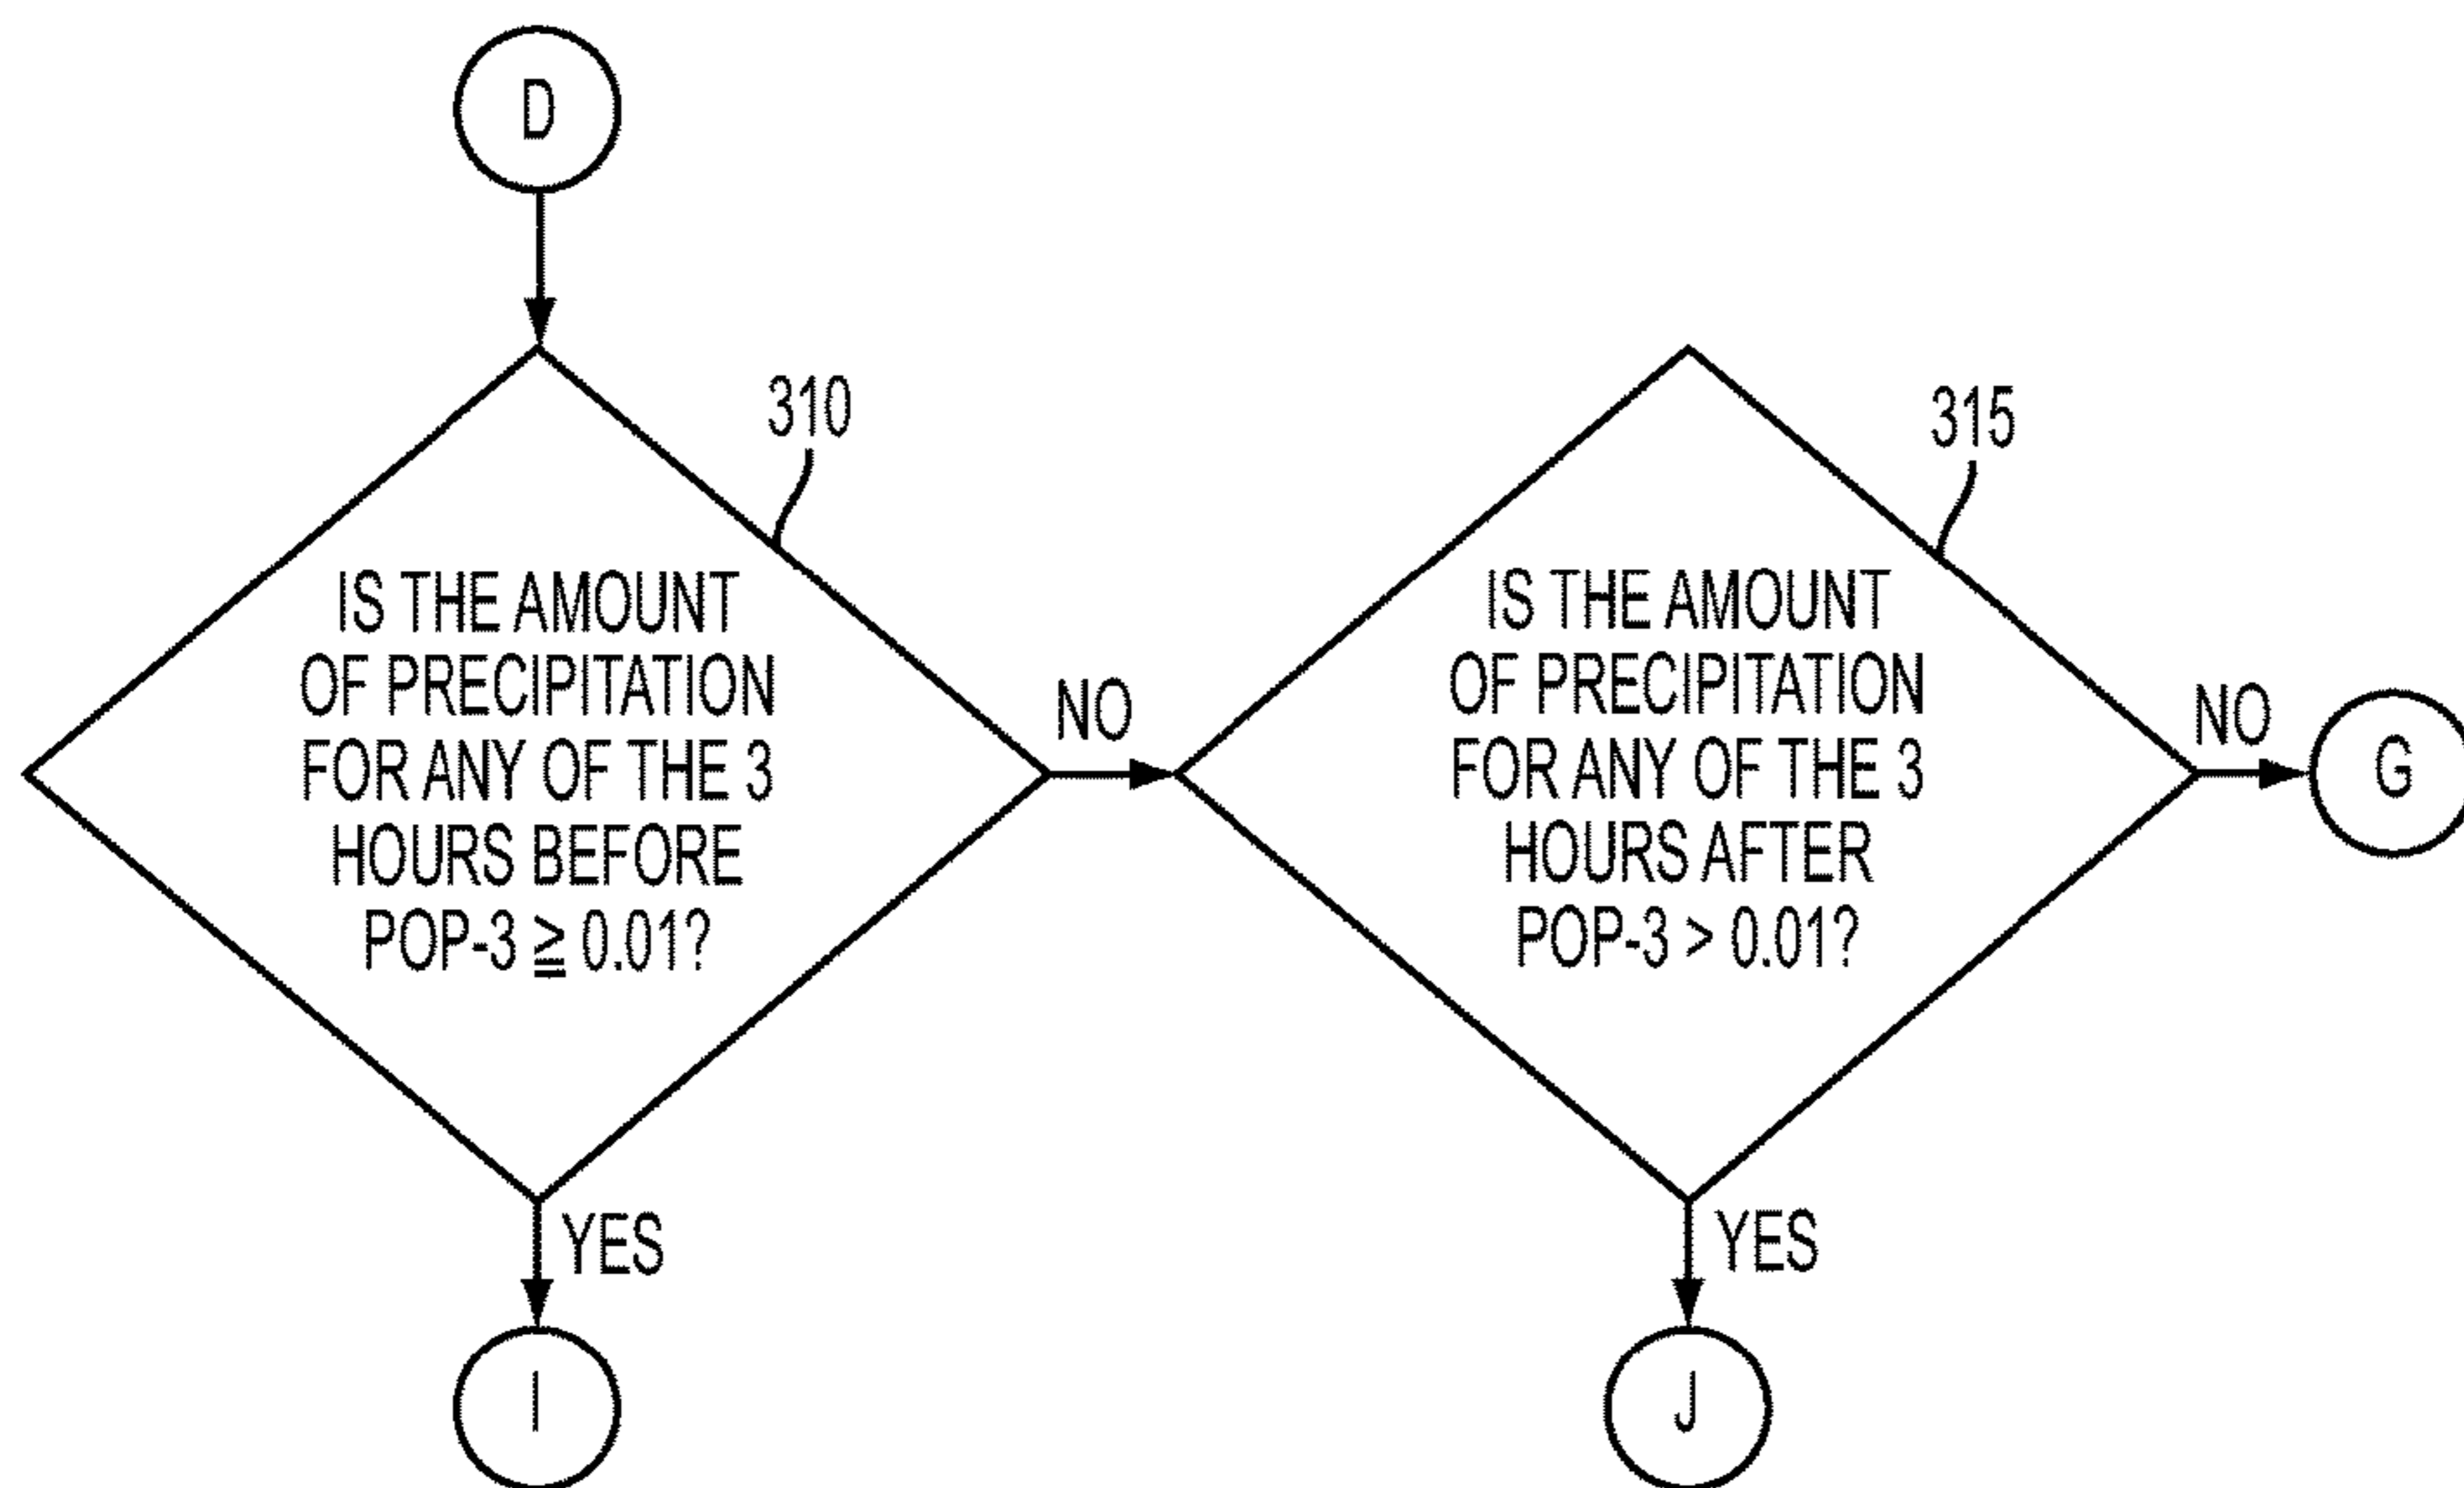 D
310
IS THE AMOUNT
OF PRECIPITATION
FOR ANY OF THE 3
HOURS BEFORE
POP-3 ≧ 0.01?
NO
YES
I
315
IS THE AMOUNT
OF PRECIPITATION
FOR ANY OF THE 3
HOURS AFTER
POP-3 > 0.01?
NO
G
YES
J